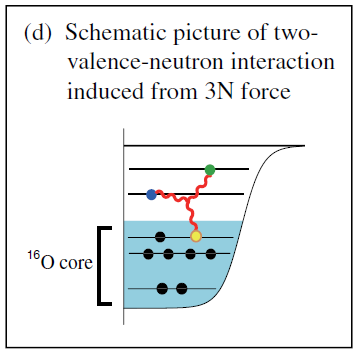 (d) Schematic picture of two-
valence-neutron interaction
induced from 3N force
¹⁶O core